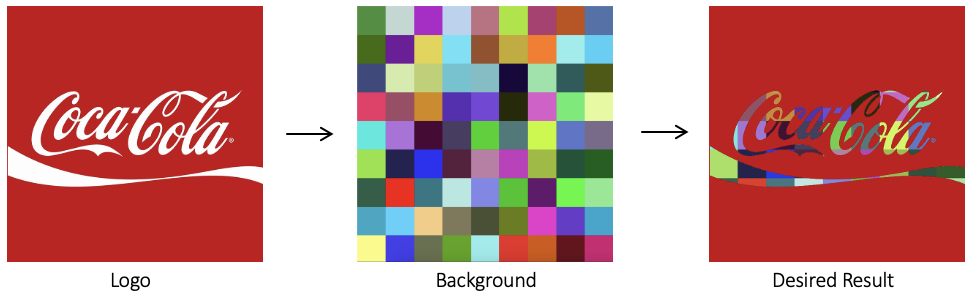 Coca-Cola®
Coca-Cola®
Logo
Background
Desired Result